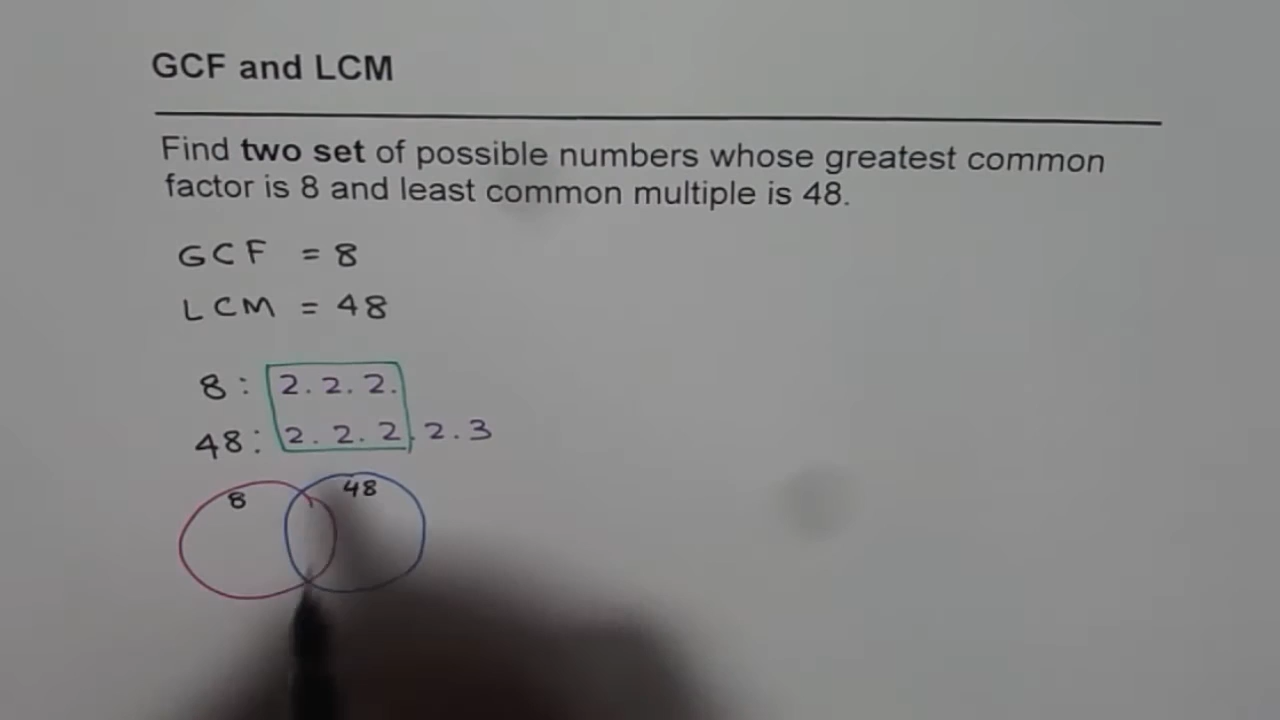 GCF and LCM
Find two set of possible numbers whose greatest common
factor is 8 and least common multiple is 48.
GCF = 8
LCM = 48
8: 2.2.2.
48: 2.2.2.2.3
8 48